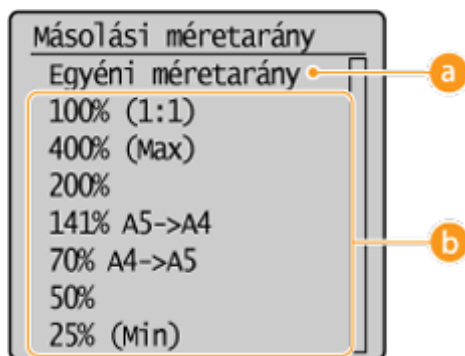 Másolási méretarány
Egyéni méretarány
a
100% (1:1)
400% (Max)
200%
141% A5->A4
70% A4->A5
b
50%
25% (Min)